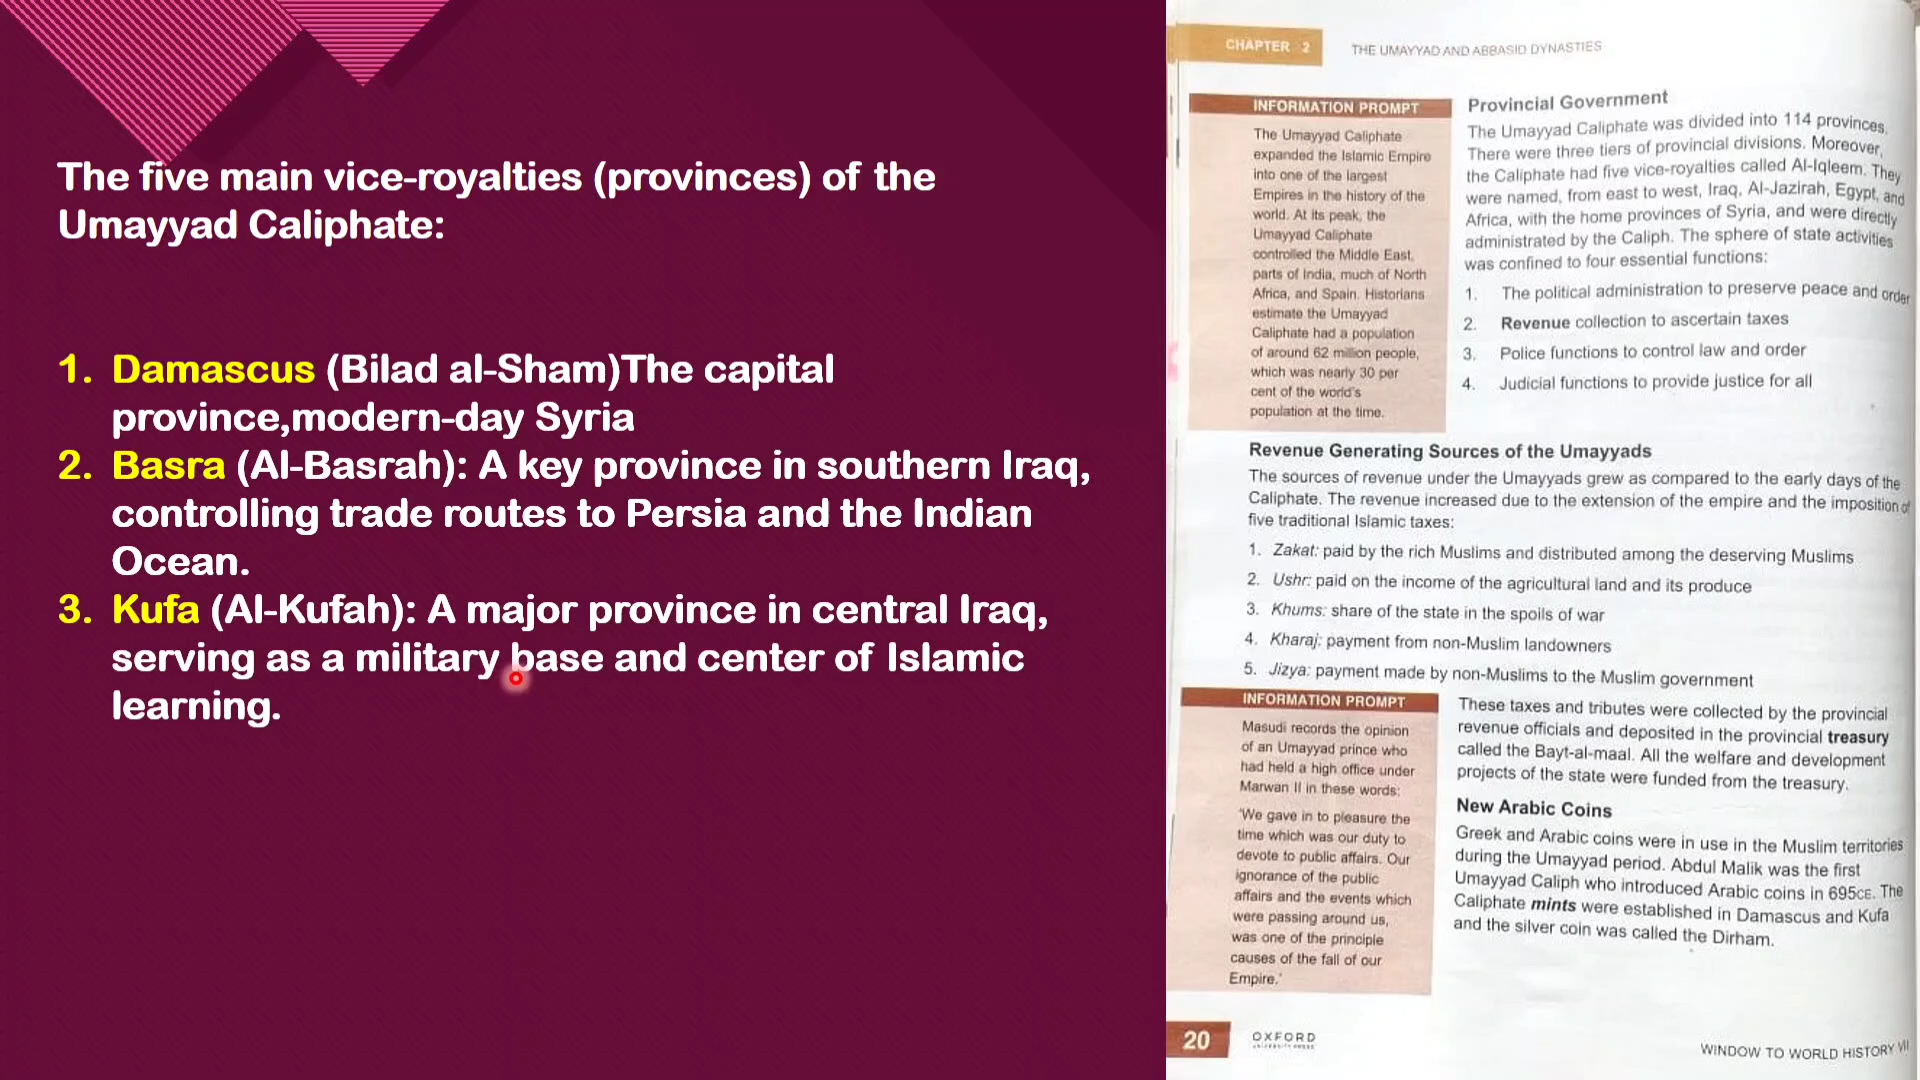 The five main vice-royalties (provinces) of the
Umayyad Caliphate:
1. Damascus (Bilad al-Sham)The capital
province,modern-day Syria
2. Basra (Al-Basrah): A key province in southern Iraq,
controlling trade routes to Persia and the Indian
Ocean.
3. Kufa (Al-Kufah): A major province in central Iraq,
serving as a military base and center of Islamic
learning.
CHAPTER 2
THE UMAYYAD AND ABBASID DYNASTIES
INFORMATION PROMPT
The Umayyad Caliphate
expanded the Islamic Empire
into one of the largest
Empires in the history of the
world. At its peak, the
Umayyad Caliphate
controlled the Middle East,
parts of India, much of North
Africa, and Spain. Historians
estimate the Umayyad
Caliphate had a population
of around 62 million people,
which was nearly 30 per
cent of the world's
population at the time.
Provincial Government
The Umayyad Caliphate was divided into 114 provinces.
There were three tiers of provincial divisions. Moreover,
the Caliphate had five vice-royalties called Al-Iqleem. They
were named, from east to west, Iraq, Al-Jazirah, Egypt, and
Africa, with the home provinces of Syria, and were directly
administrated by the Caliph. The sphere of state activities
was confined to four essential functions:
1. The political administration to preserve peace and order
2. Revenue collection to ascertain taxes
3. Police functions to control law and order
4. Judicial functions to provide justice for all
Revenue Generating Sources of the Umayyads
The sources of revenue under the Umayyads grew as compared to the early days of the
Caliphate. The revenue increased due to the extension of the empire and the imposition of
five traditional Islamic taxes:
1. Zakat: paid by the rich Muslims and distributed among the deserving Muslims
2. Ushr: paid on the income of the agricultural land and its produce
3. Khums: share of the state in the spoils of war
4. Kharaj: payment from non-Muslim landowners
5. Jizya: payment made by non-Muslims to the Muslim government
INFORMATION PROMPT
Masudi records the opinion
of an Umayyad prince who
had held a high office under
Marwan II in these words:
'We gave in to pleasure the
time which was our duty to
devote to public affairs. Our
ignorance of the public
affairs and the events which
were passing around us,
was one of the principle
causes of the fall of our
Empire.'
These taxes and tributes were collected by the provincial
revenue officials and deposited in the provincial treasury
called the Bayt-al-maal. All the welfare and development
projects of the state were funded from the treasury.
New Arabic Coins
Greek and Arabic coins were in use in the Muslim territories
during the Umayyad period. Abdul Malik was the first
Umayyad Caliph who introduced Arabic coins in 695CE. The
Caliphate mints were established in Damascus and Kufa
and the silver coin was called the Dirham.
20
OXFORD
UNIVERSITY PRESS
WINDOW TO WORLD HISTORY VII